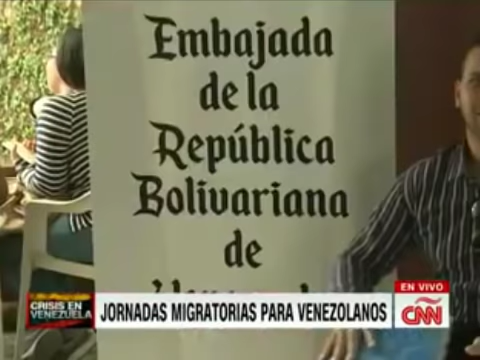 Embajada
de la
República
Bolivariana
de
EN VIVO
CRISIS EN
VENEZUELA
JORNADAS MIGRATORIAS PARA VENEZOLANOS
CNN